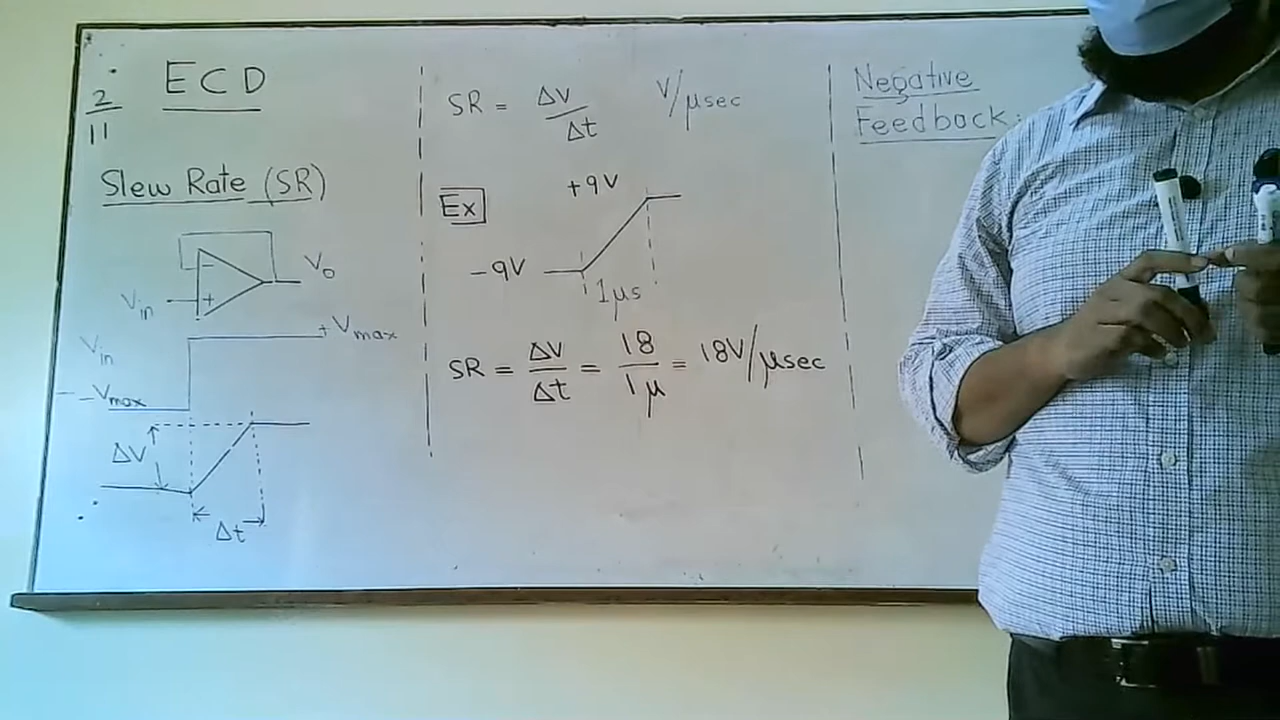 2/11
ECD
Slew Rate (SR)
Vo
Vin
+Vmax
Vin
-Vmax
ΔV
Δt
SR = ΔV/Δt V/μsec
Ex
+9V
-9V
1μs
SR = ΔV/Δt = 18/1μ = 18V/μsec
Negative
Feedback: